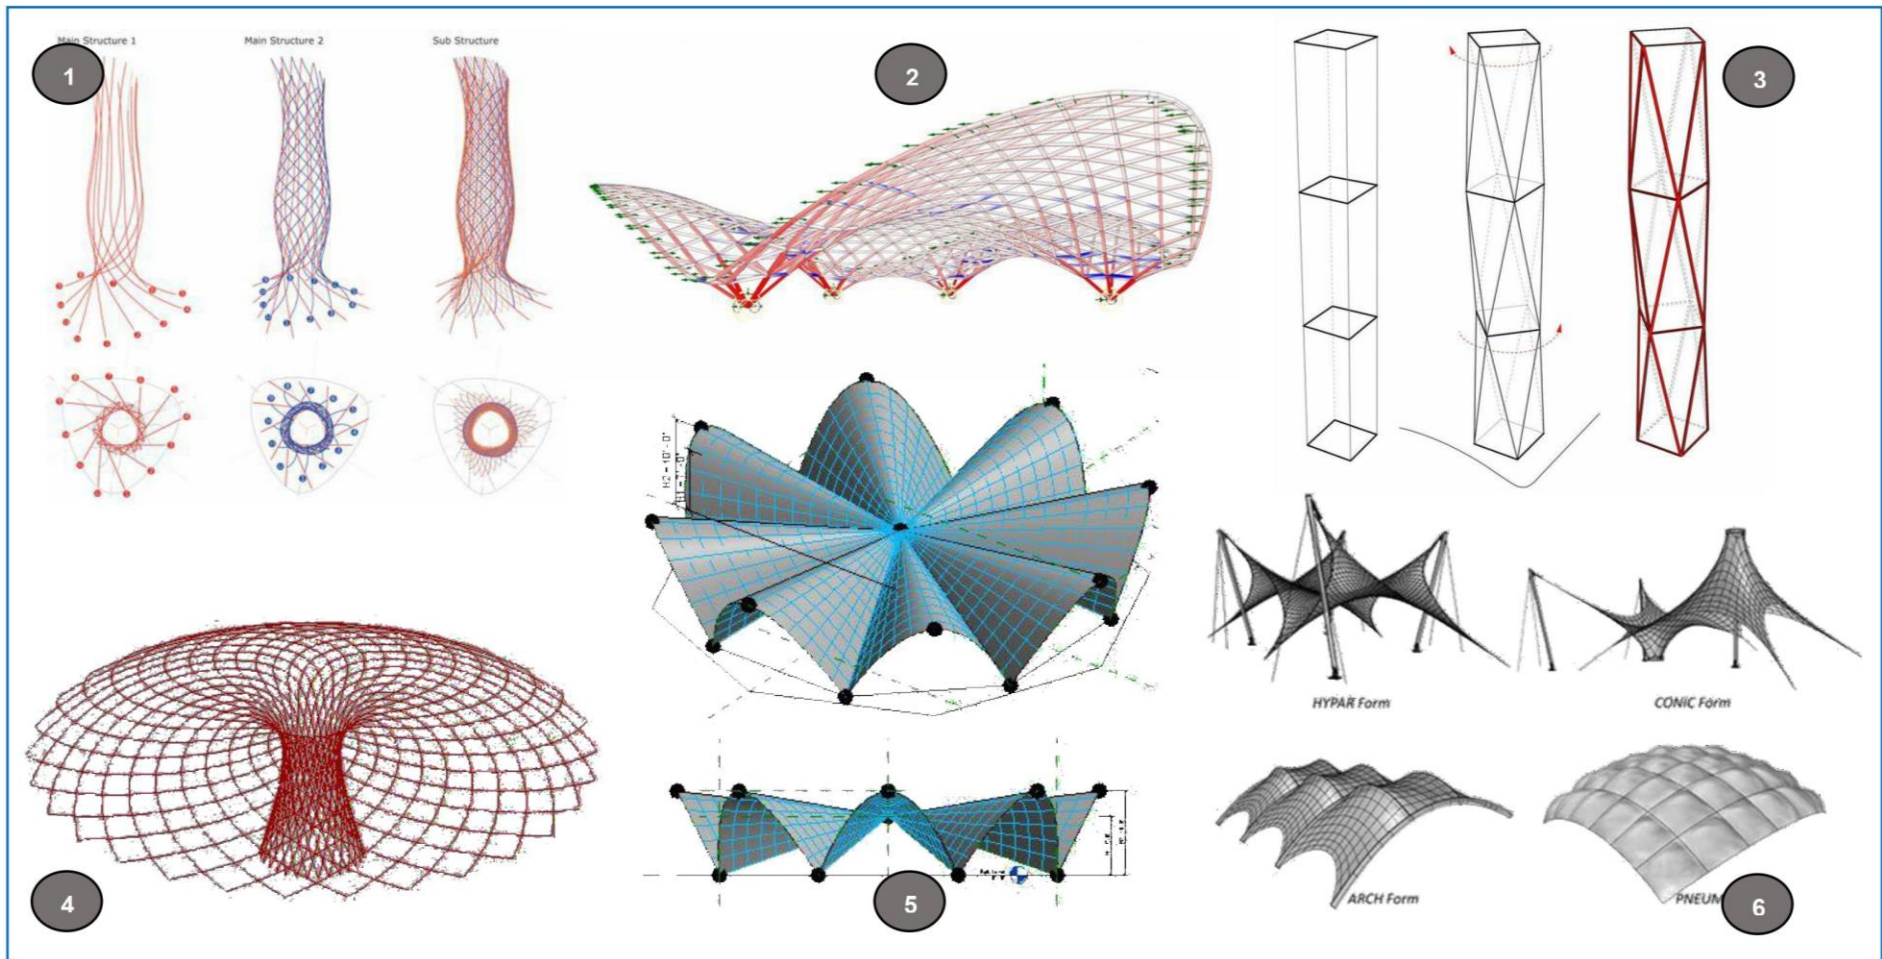 Main Structure 1
Main Structure 2
Sub Structure
1
2
3
HYPAR Form
CONIC Form
ARCH Form
PNEUM
4
5
6